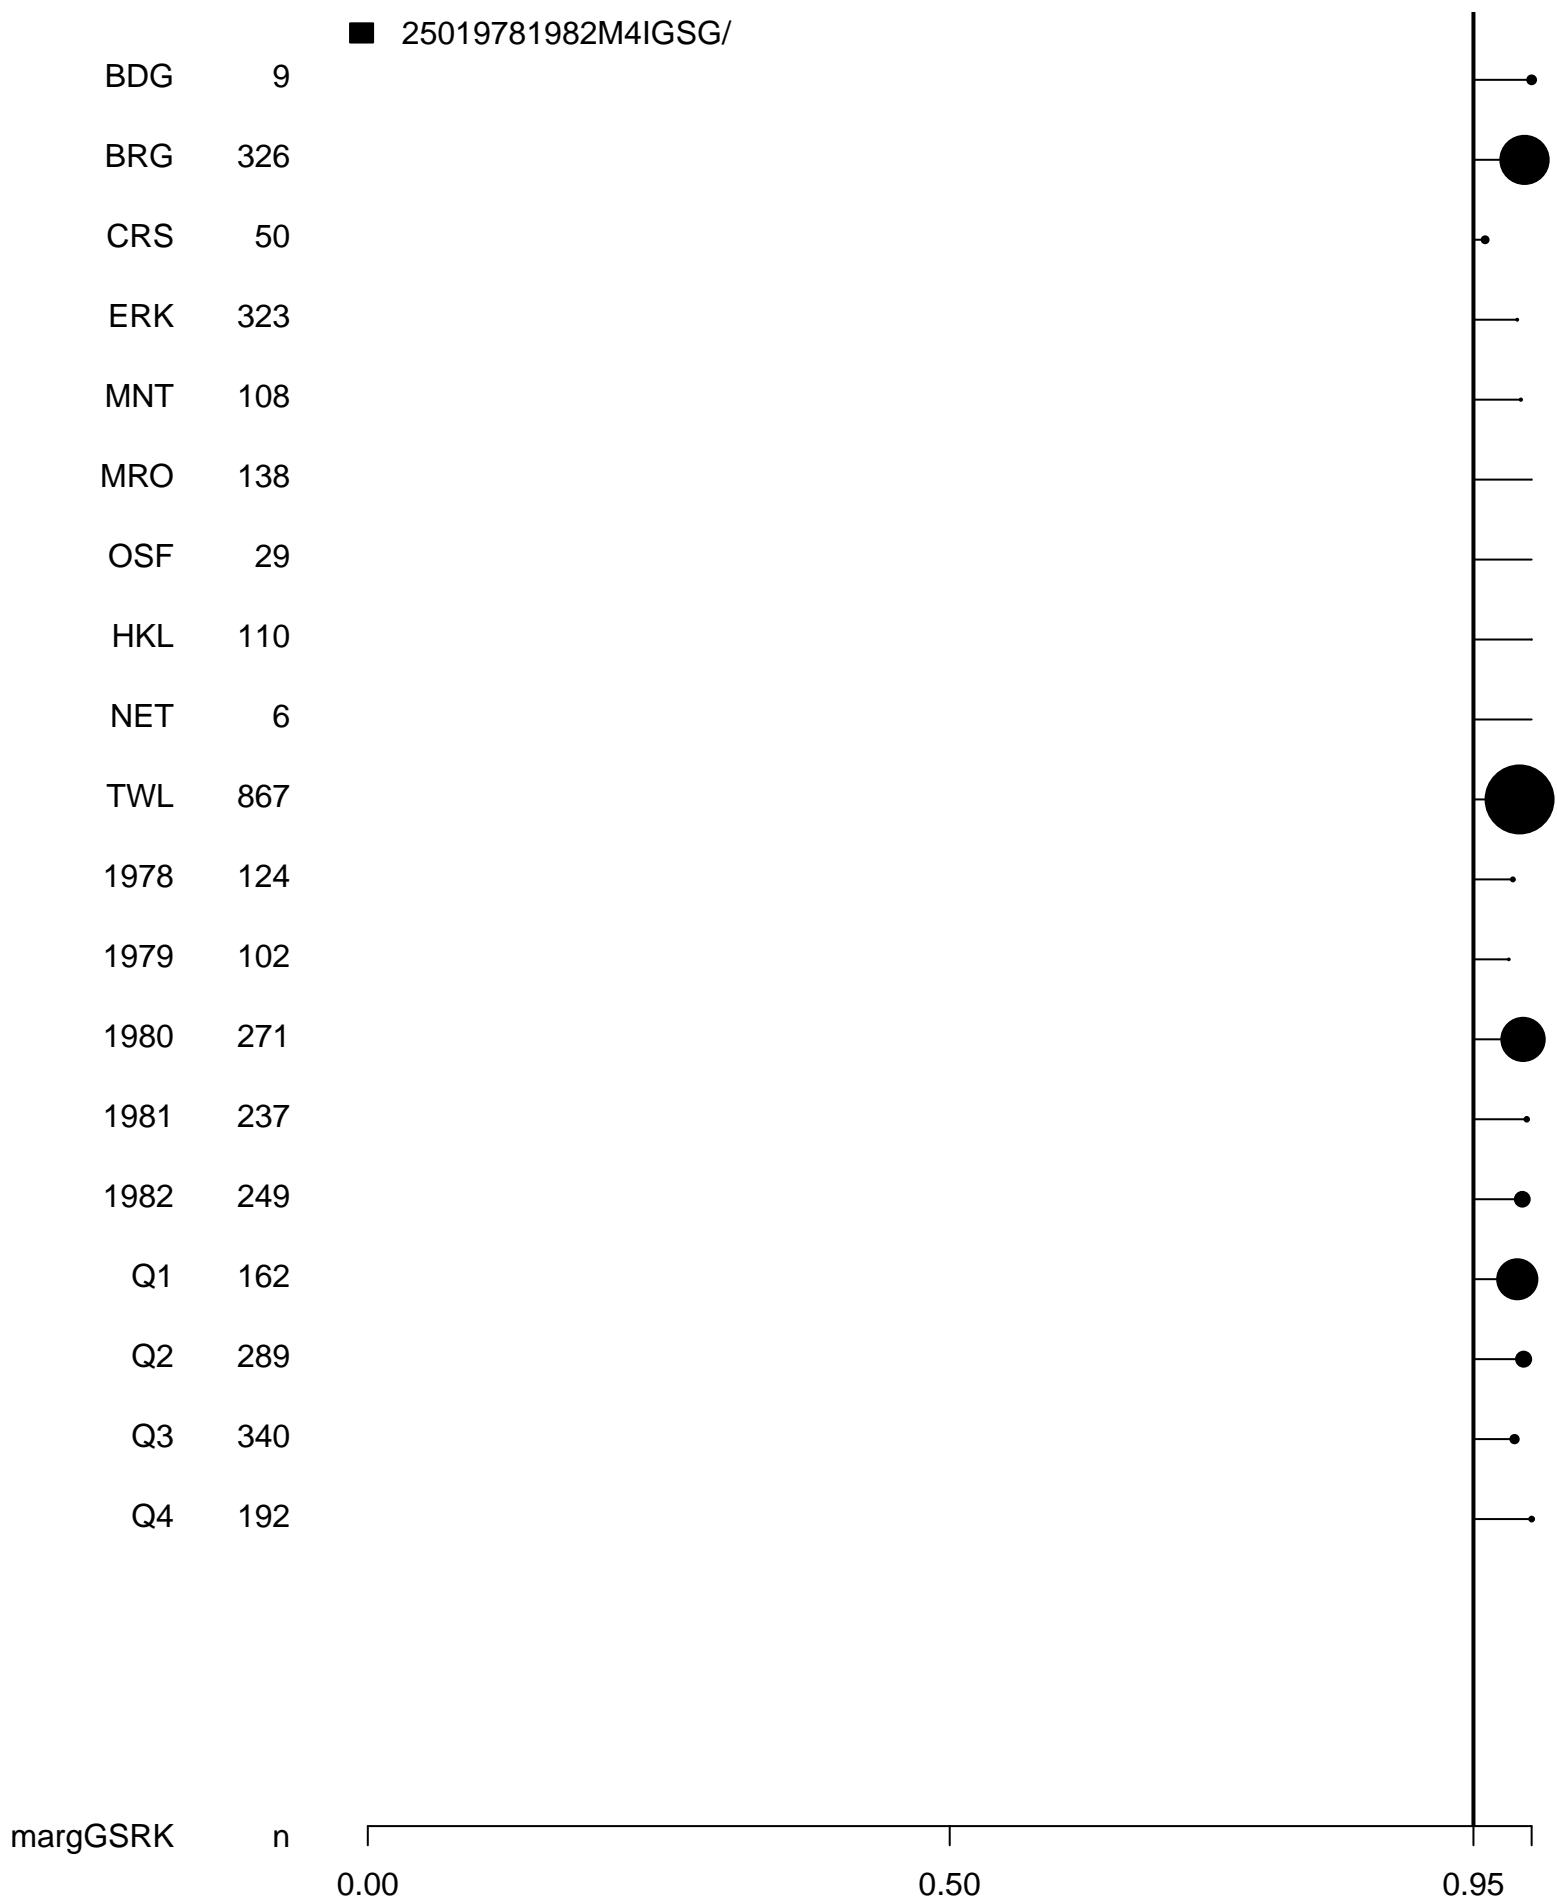 25019781982M4IGSG/
BDG 9
BRG 326
CRS 50
ERK 323
MNT 108
MRO 138
OSF 29
HKL 110
NET 6
TWL 867
1978 124
1979 102
1980 271
1981 237
1982 249
Q1 162
Q2 289
Q3 340
Q4 192
margGSRK n
0.00 0.50 0.95